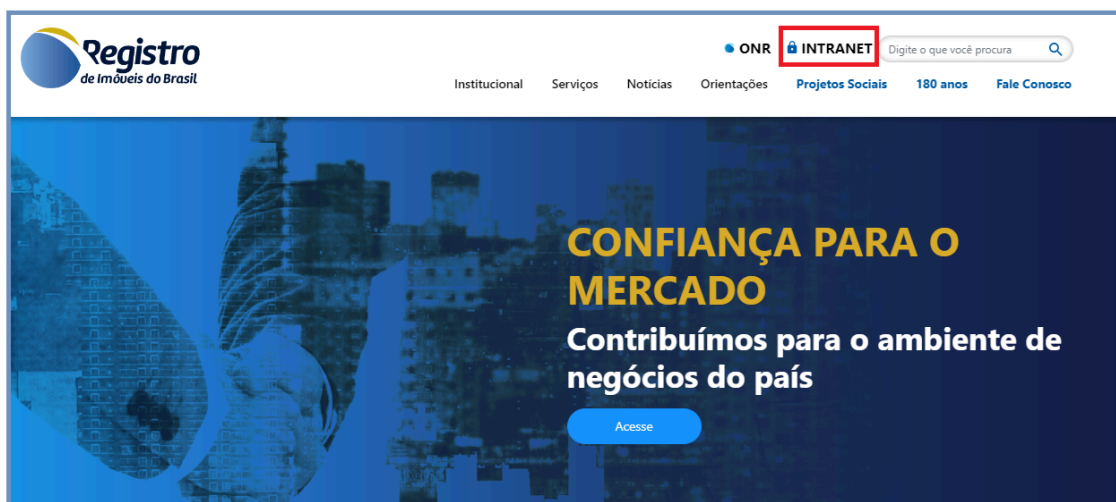 Registro
de Imóveis do Brasil
ONR
INTRANET
Digite o que você procura
Institucional
Serviços
Notícias
Orientações
Projetos Sociais
180 anos
Fale Conosco
CONFIANÇA PARA O
MERCADO
Contribuímos para o ambiente de
negócios do país
Acesse